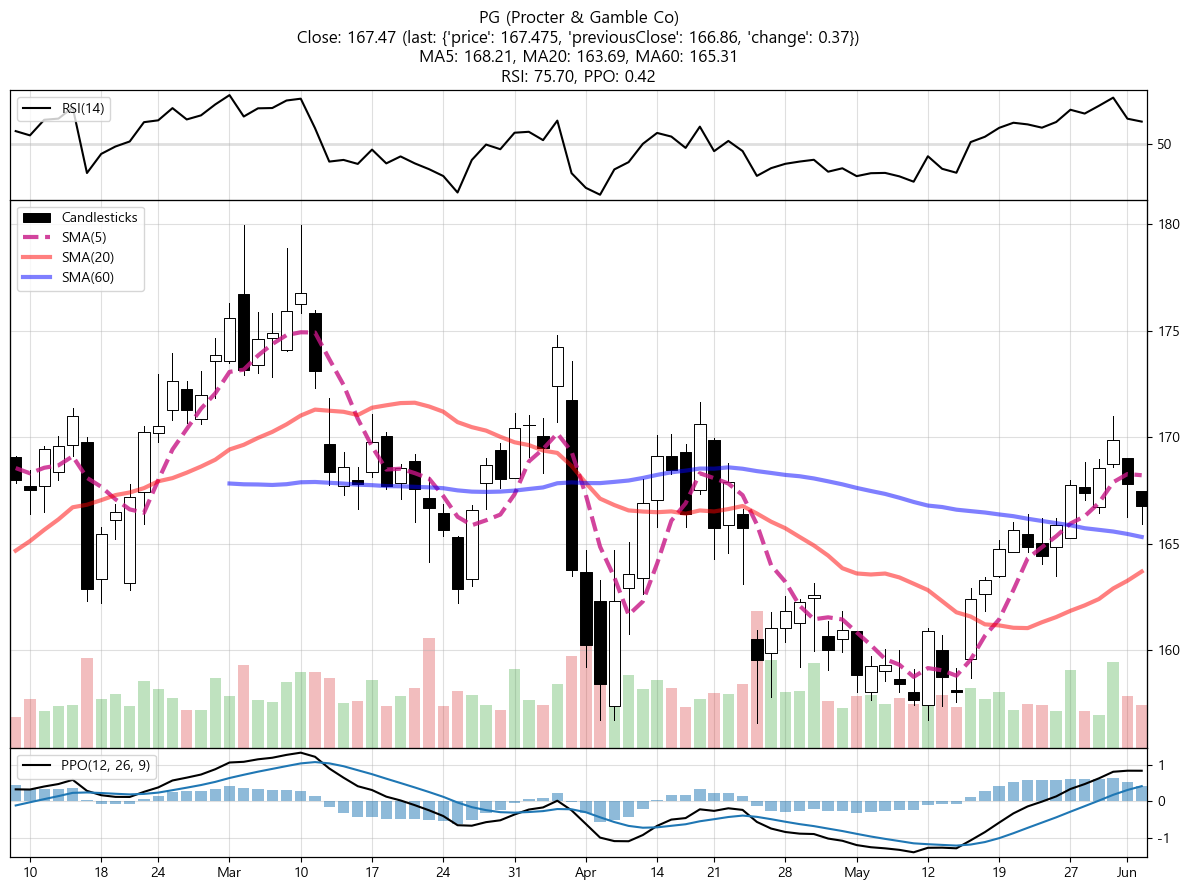 PG (Procter & Gamble Co)
Close: 167.47 (last: {'price': 167.475, 'previousClose': 166.86, 'change': 0.37})
MA5: 168.21, MA20: 163.69, MA60: 165.31
RSI: 75.70, PPO: 0.42
RSI(14)
50
Candlesticks
SMA(5)
SMA(20)
SMA(60)
180
175
170
165
160
PPO(12, 26, 9)
1
0
-1
10 18 24 Mar 10 17 24 31 Apr 14 21 28 May 12 19 27 Jun